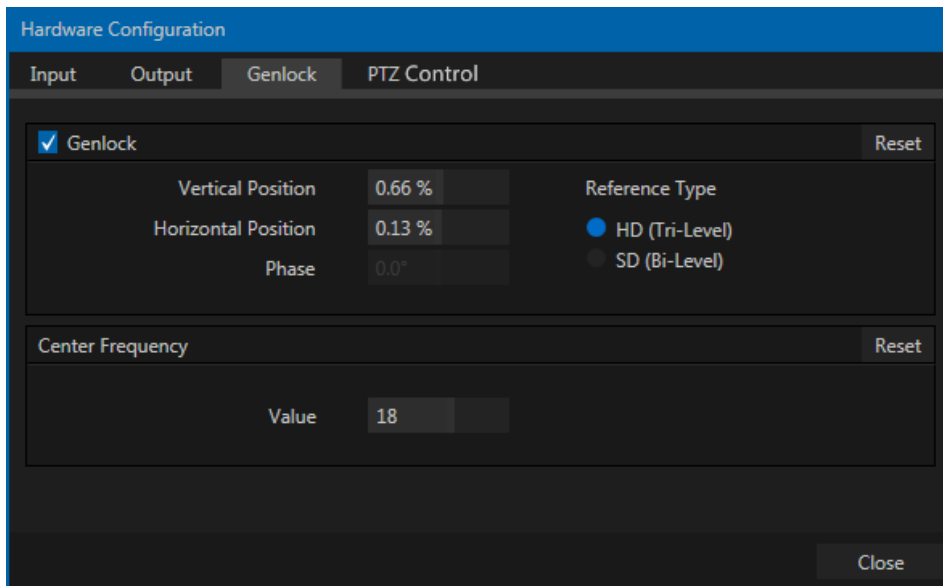 Hardware Configuration
Input Output Genlock PTZ Control
Genlock Reset
Vertical Position 0.66 % Reference Type
Horizontal Position 0.13 % HD (Tri-Level)
Phase 0.0° SD (Bi-Level)
Center Frequency Reset
Value 18
Close